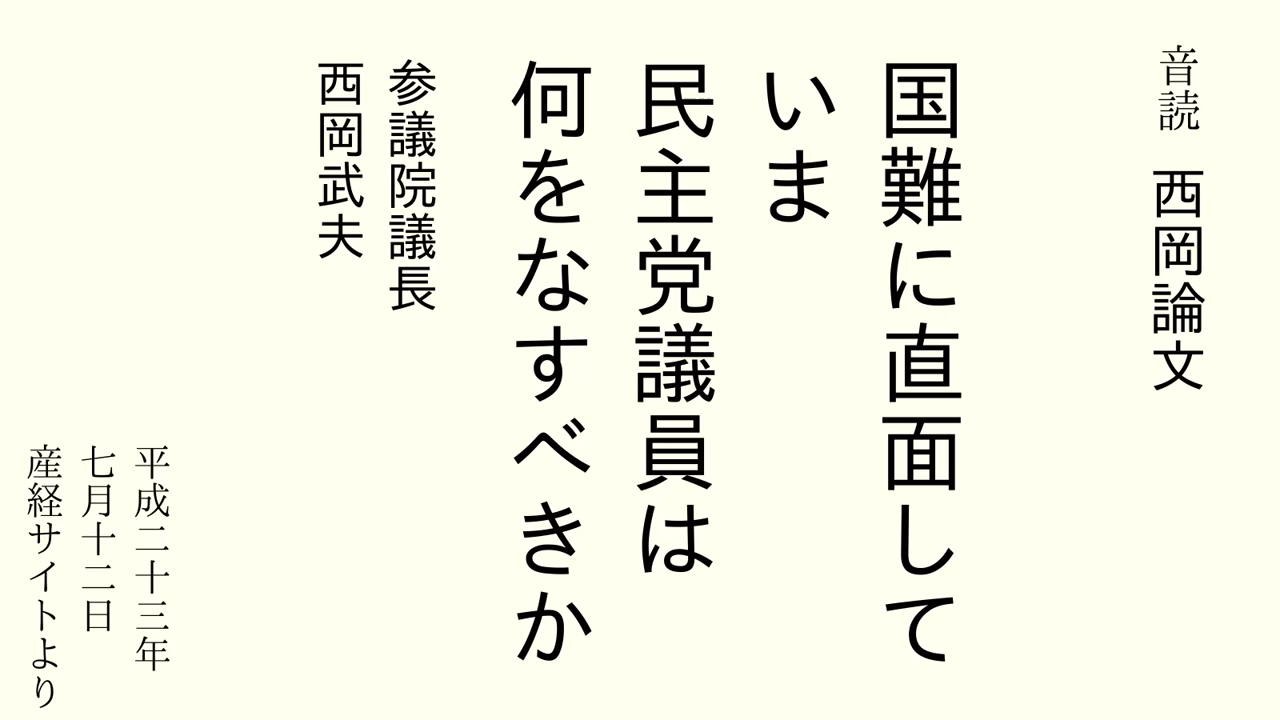 音読　西岡論文
国難に直面して
いま
民主党議員は
何をなすべきか
参議院議長
西岡武夫
平成二十三年
七月十二日
産経サイトより